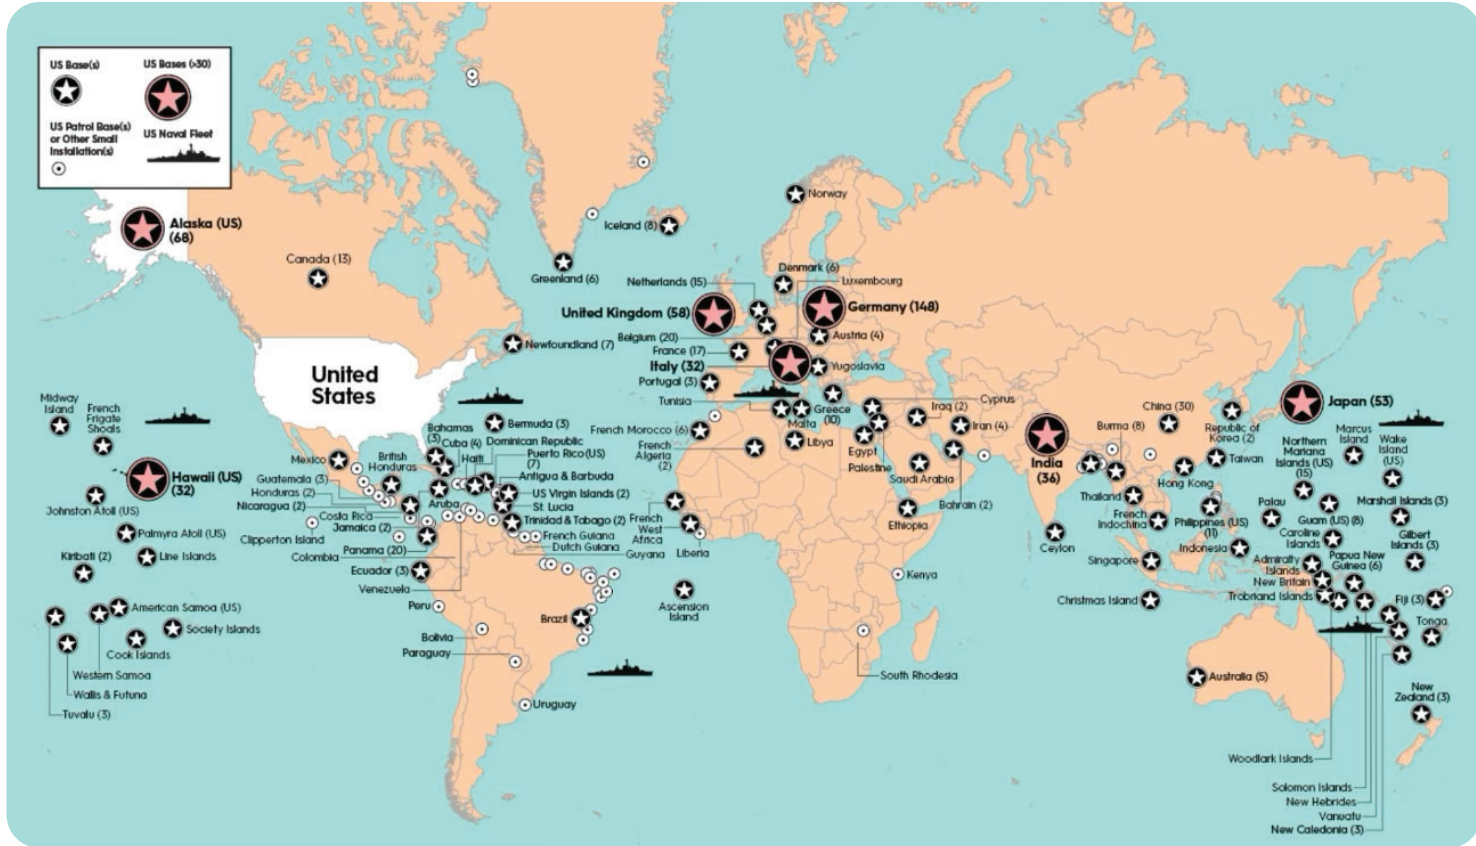 US Base(s)
US Bases (>30)
US Patrol Base(s)
or Other Small
Installation(s)
US Naval Fleet
Alaska (US)
(68)
Canada (13)
Greenland (6)
Iceland (8)
Norway
Denmark (6)
Luxembourg
Netherlands (15)
United Kingdom (58)
Germany (148)
Belgium (20)
Austria (4)
France (17)
Italy (32)
Yugoslavia
Portugal (3)
Newfoundland (7)
United
States
Midway
Island
French
Frigate
Shoals
Hawaii (US)
(32)
Johnston Atoll (US)
Palmyra Atoll (US)
Kiribati (2)
Line Islands
American Samoa (US)
Society Islands
Cook Islands
Western Samoa
Wallis & Futuna
Tuvalu (3)
Bermuda (3)
Bahamas
(3)
Cuba (4)
Dominican Republic
Haiti
Puerto Rico (US)
(7)
Antigua & Barbuda
Mexico
British
Honduras
Guatemala (3)
Honduras (2)
Nicaragua (2)
Aruba
US Virgin Islands (2)
St. Lucia
Costa Rica
Jamaica (2)
Trinidad & Tobago (2)
Clipperton Island
French Guiana
Dutch Guiana
Guyana
Panama (20)
Colombia
Ecuador (3)
Venezuela
Peru
Brazil
Bolivia
Paraguay
Uruguay
Tunisia
Malta
Greece
(10)
Cyprus
French Morocco (6)
French
Algeria
(2)
Libya
Egypt
Palestine
Iraq (2)
Iran (4)
Saudi Arabia
Bahrain (2)
Ethiopia
French
West
Africa
Liberia
Ascension
Island
Kenya
South Rhodesia
India
(36)
Ceylon
Burma (8)
China (30)
Republic of
Korea (2)
Japan (53)
Taiwan
Hong Kong
Thailand
French
Indochina
Philippines (US)
(11)
Singapore
Indonesia
Christmas Island
Northern
Mariana
Islands (US)
(15)
Marcus
Island
Wake
Island
(US)
Palau
Guam (US) (8)
Marshall Islands (3)
Caroline
Islands
Gilbert
Islands (3)
Admiralty
Islands
Papua New
Guinea (6)
New Britain
Trobriand Islands
Fiji (3)
Tonga
Australia (5)
New
Zealand (3)
Woodlark Islands
Solomon Islands
New Hebrides
Vanuatu
New Caledonia (3)